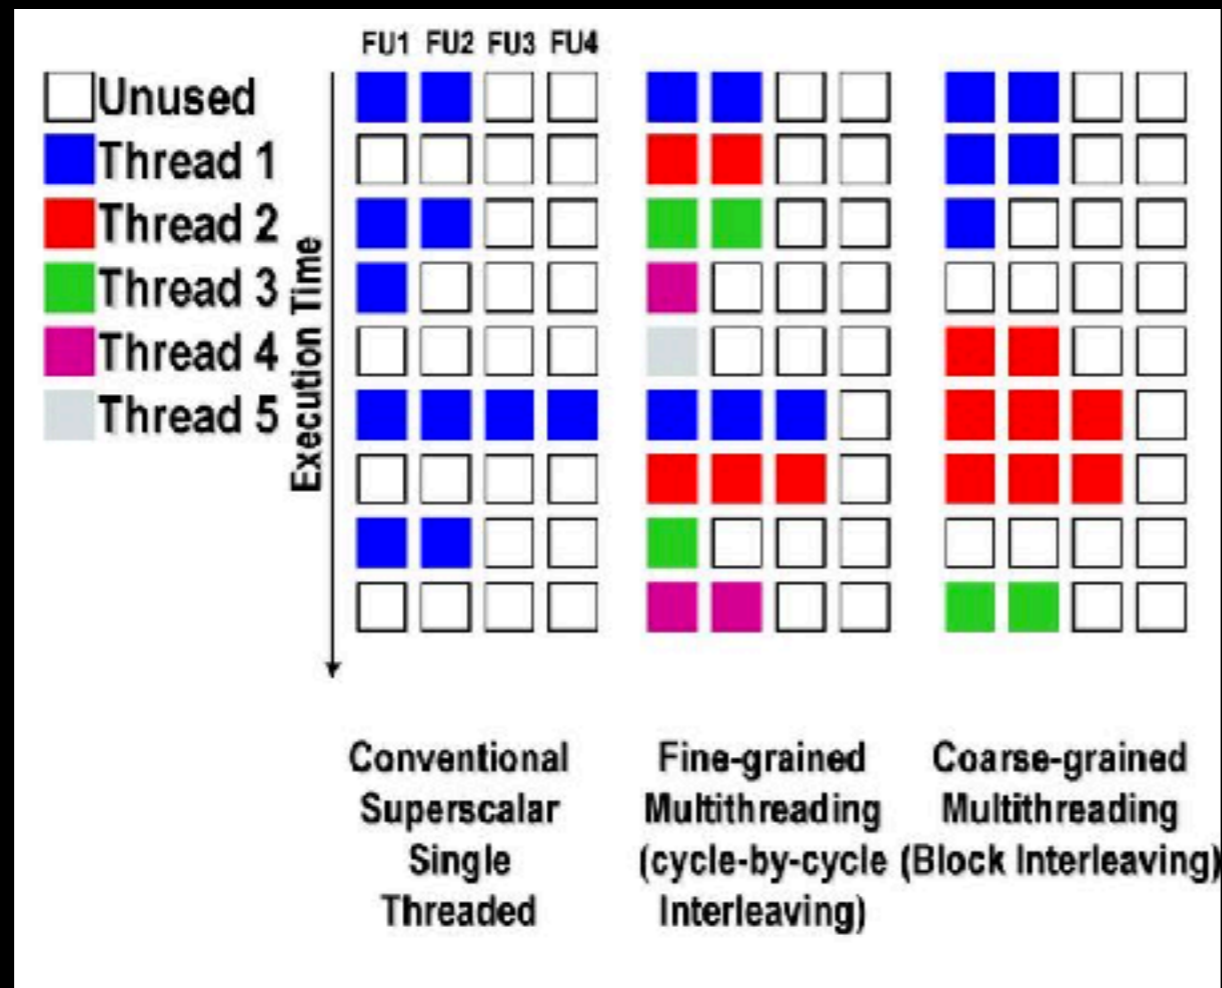 FU1 FU2 FU3 FU4
Unused
Thread 1
Thread 2
Thread 3
Thread 4
Thread 5
Execution Time
Conventional
Superscalar
Single
Threaded
Fine-grained
Multithreading
(cycle-by-cycle
Interleaving)
Coarse-grained
Multithreading
(Block Interleaving)